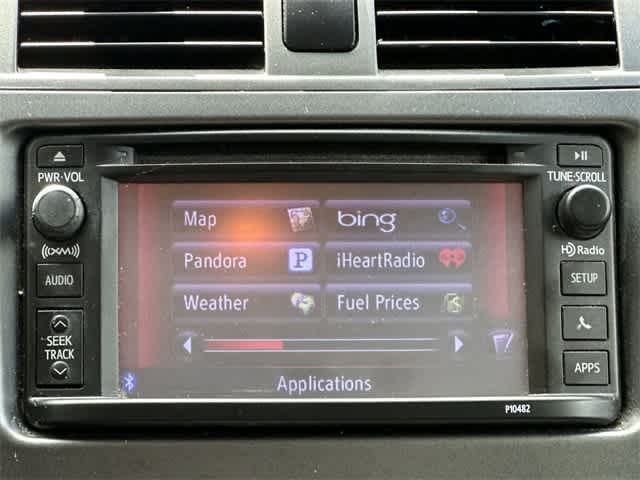 PWR·VOL
TUNE·SCROLL
Map
bing
((XM))
HD Radio
Pandora
P
iHeartRadio
AUDIO
SETUP
Weather
Fuel Prices
SEEK
TRACK
APPS
Applications
P10482